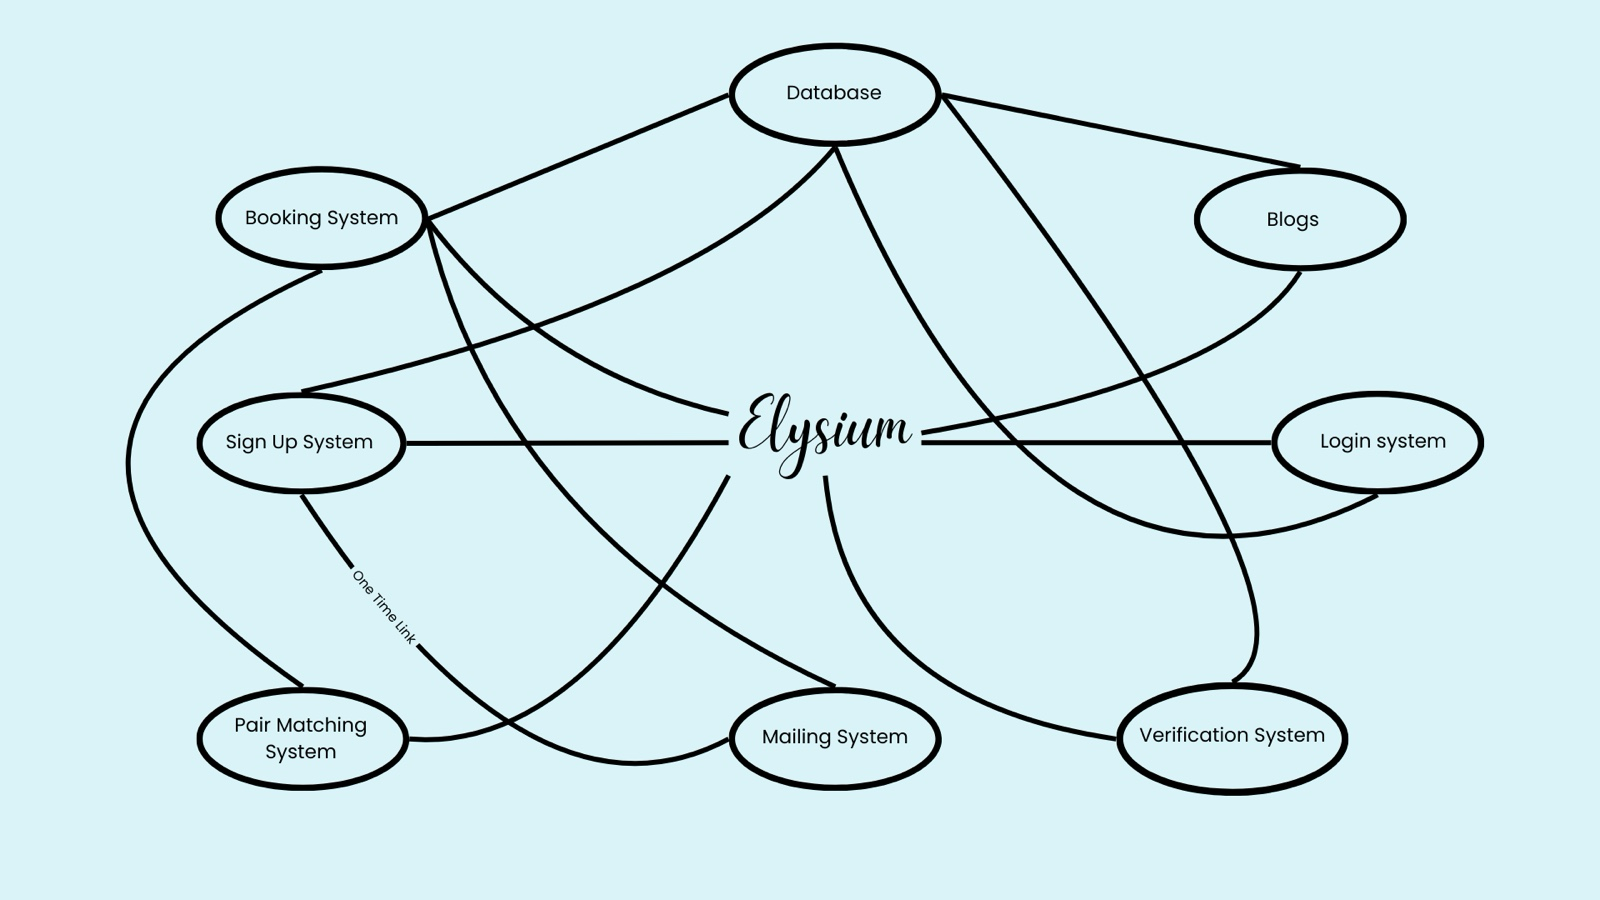 Database
Booking System
Blogs
Elysium
Sign Up System
Login system
One Time Link
Pair Matching
System
Mailing System
Verification System